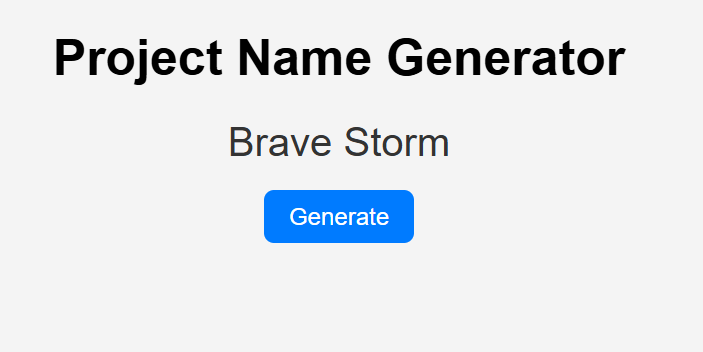 Project Name Generator
Brave Storm
Generate